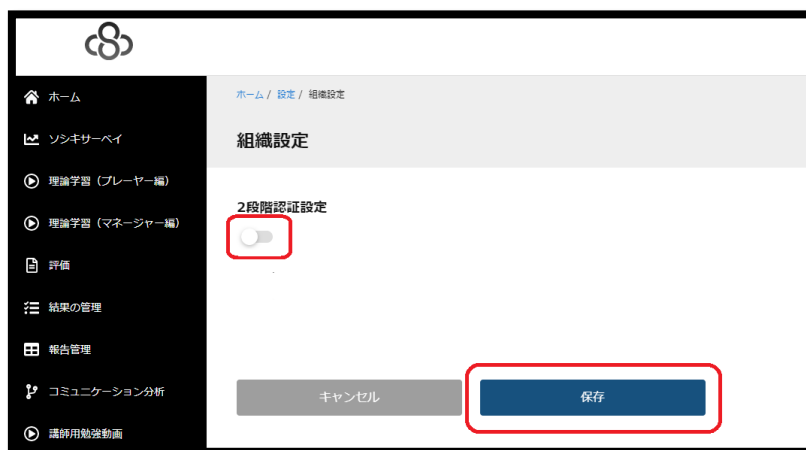 ホーム
ソシキサーベイ
理論学習（プレーヤー編）
理論学習（マネージャー編）
評価
結果の管理
報告管理
コミュニケーション分析
講師用勉強動画
ホーム / 設定 / 組織設定
組織設定
2段階認証設定
キャンセル
保存